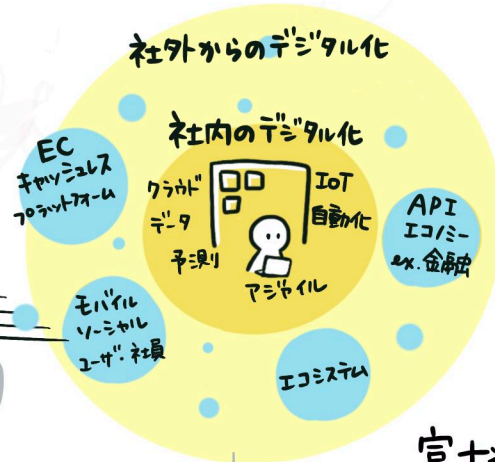 社外からのデジタル化
社内のデジタル化
EC
キャッシュレス
プラットフォーム
クラウド
データ
予測
IoT
自動化
アジャイル
API
エコノミー
ex.金融
モバイル
ソーシャル
ユーザ・社員
エコシステム
富士